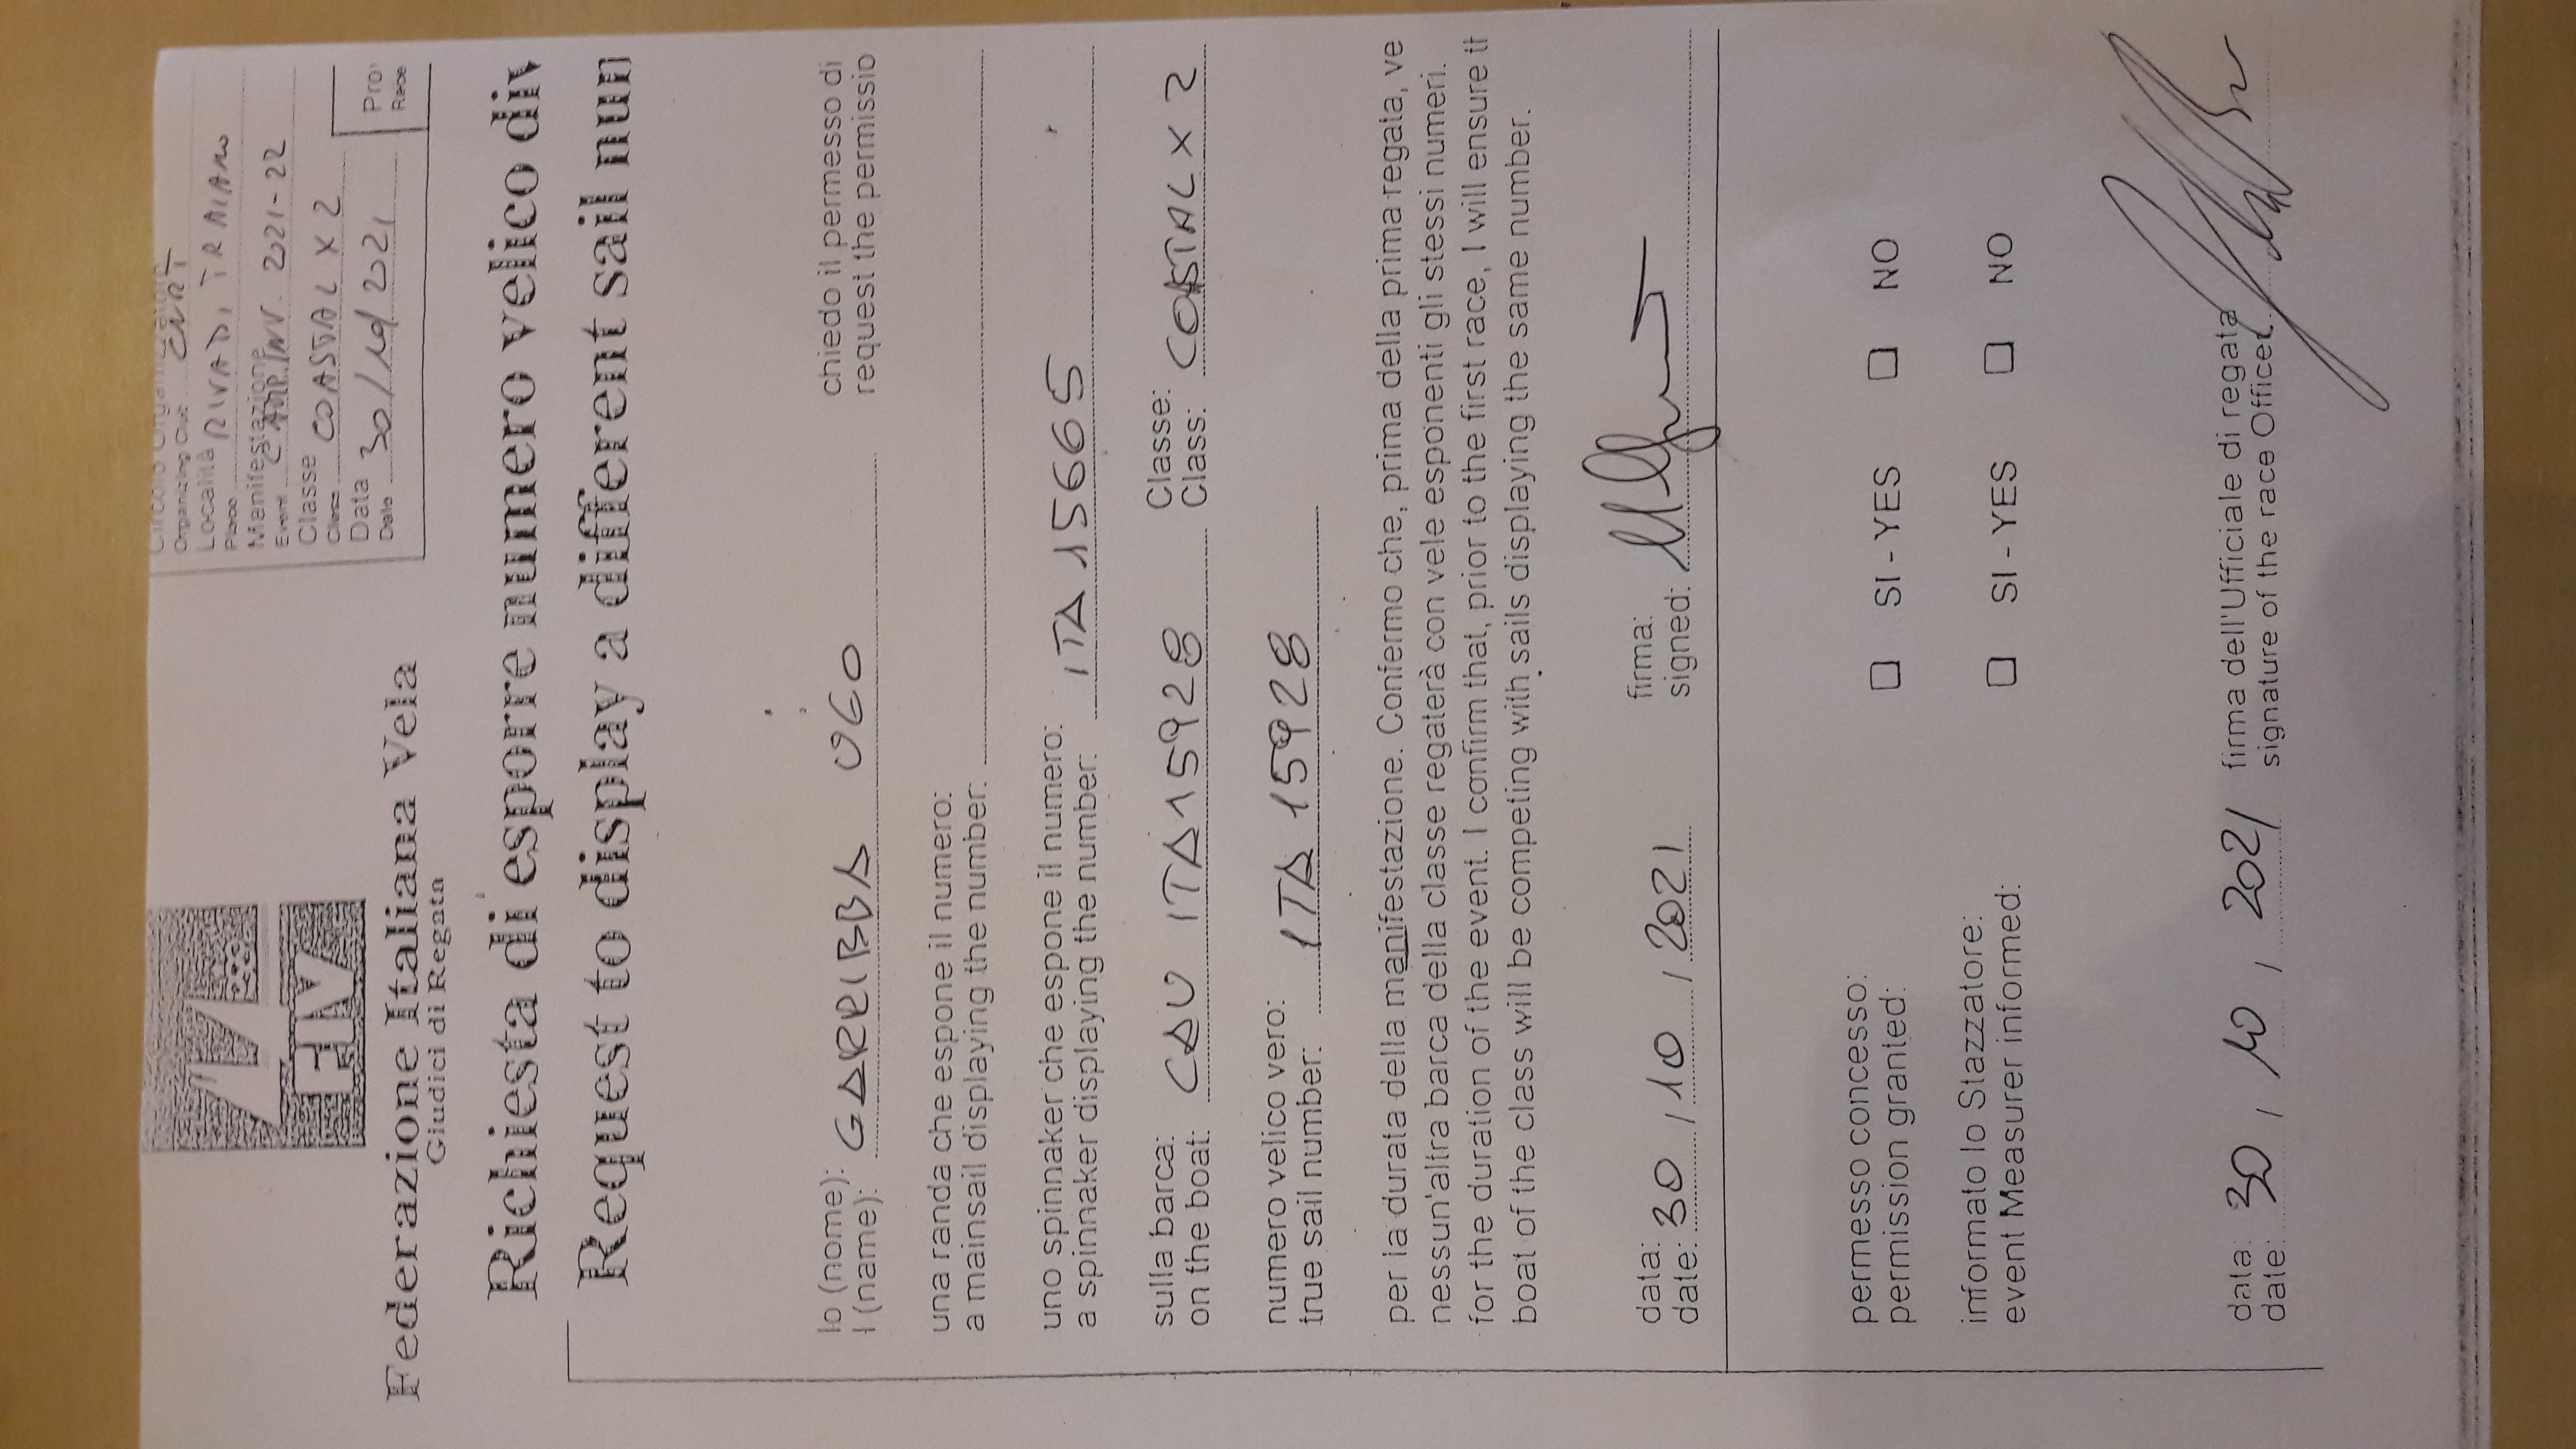 FIV
Federazione Italiana Vela
Giudici di Regata
Circolo Organizzatore
Organizing Club CNRT
Località RIVA DI TRAIANO
Place
Manifestazione
Event INV. 2021-22
Classe
Class COASTAL X 2
Data 30/10 2021
Date
Pro
Race
Richiesta di esporre numero velico div
Request to display a different sail num
Io (nome):
I (name): GARRIBBA UGO
chiedo il permesso di
request the permissio
una randa che espone il numero:
a mainsail displaying the number:
uno spinnaker che espone il numero:
a spinnaker displaying the number: ITA 15665
sulla barca:
on the boat: CAU ITA 15928
Classe:
Class: COASTAL X 2
numero velico vero:
true sail number: ITA 15928
per la durata della manifestazione. Confermo che, prima della prima regata, ve
nessun'altra barca della classe regaterà con vele esponenti gli stessi numeri.
for the duration of the event. I confirm that, prior to the first race, I will ensure th
boat of the class will be competing with sails displaying the same number.
data:
date: 30 / 10 / 2021
firma:
signed:
permesso concesso:
permission granted: SI - YES NO
informato lo Stazzatore:
event Measurer informed: SI - YES NO
data:
date: 30 / 10 / 2021
firma dell'Ufficiale di regata
signature of the race Officer